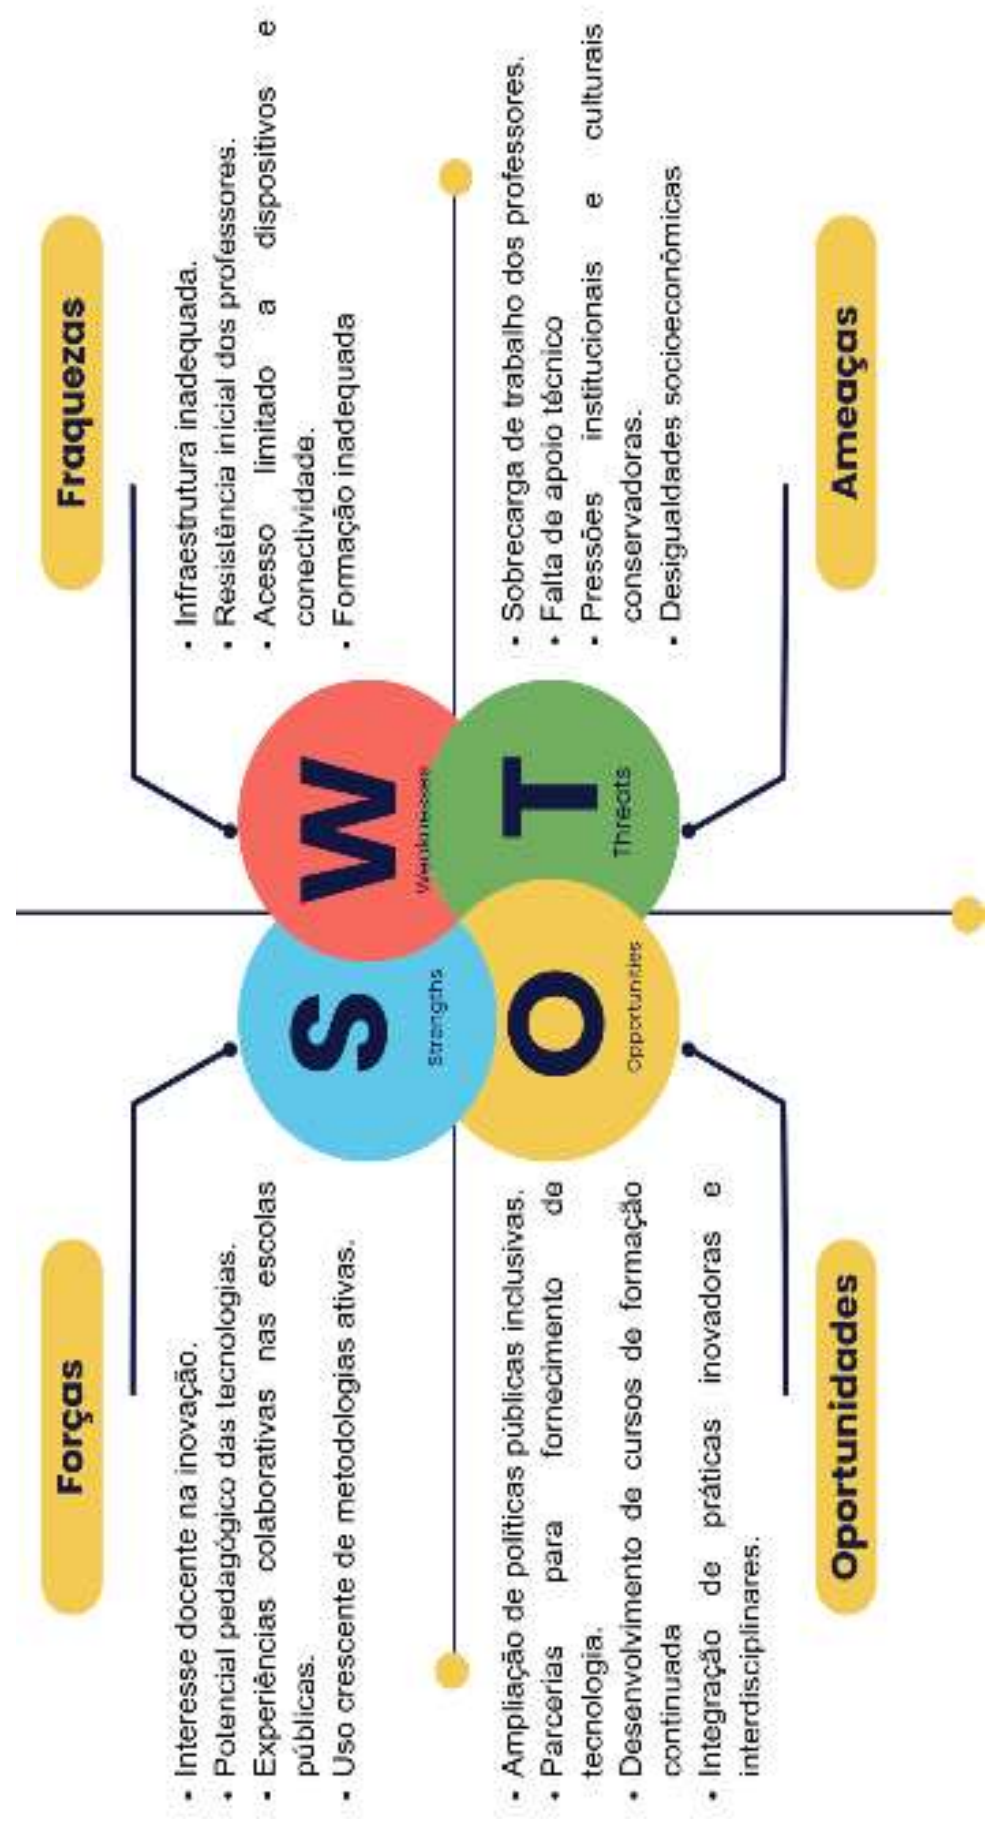 Forças
• Interesse docente na inovação.
• Potencial pedagógico das tecnologias.
• Experiências colaborativas nas escolas
públicas.
• Uso crescente de metodologias ativas.
Fraquezas
• Infraestrutura inadequada.
• Resistência inicial dos professores.
• Acesso limitado a dispositivos e
conectividade.
• Formação inadequada
S
Strengths
W
Weaknesses
O
Opportunities
T
Threats
• Ampliação de políticas públicas inclusivas.
• Parcerias para fornecimento de
tecnologia.
• Desenvolvimento de cursos de formação
continuada
• Integração de práticas inovadoras e
interdisciplinares.
Oportunidades
• Sobrecarga de trabalho dos professores.
• Falta de apoio técnico
• Pressões institucionais e culturais
conservadoras.
• Desigualdades socioeconômicas
Ameaças